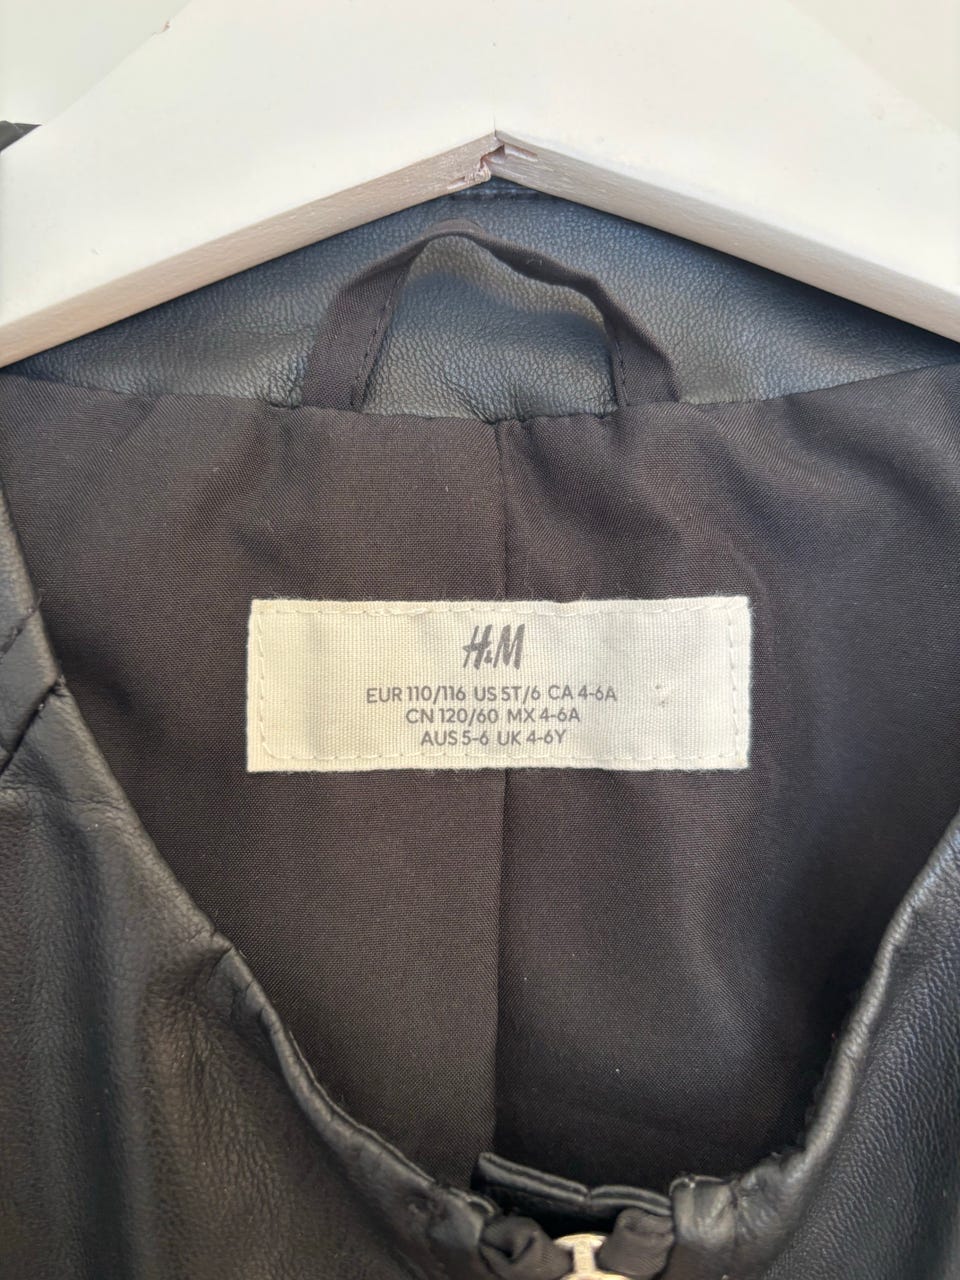 H&M
EUR 110/116 US 5T/6 CA 4-6A
CN 120/60 MX 4-6A
AUS 5-6 UK 4-6Y